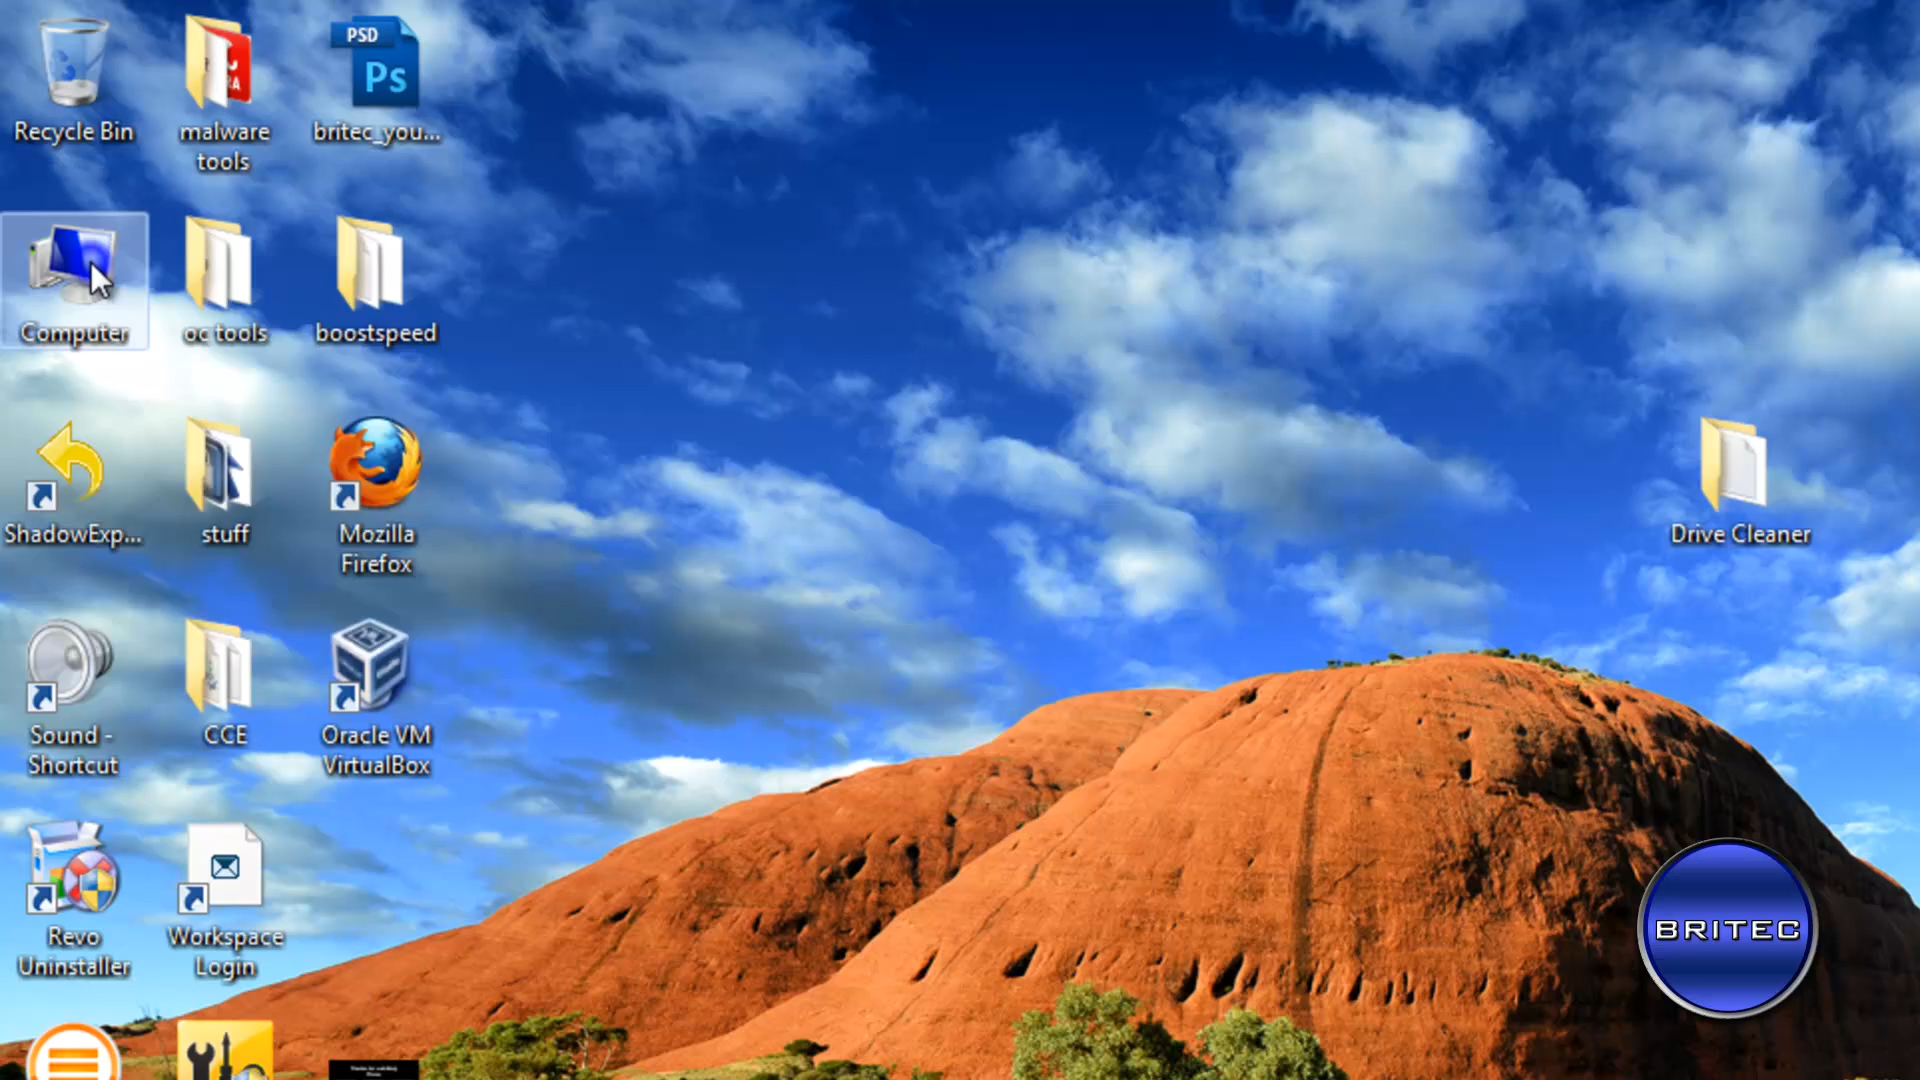 Recycle Bin
malware
tools
PSD
Ps
britec_you...
Computer
oc tools
boostspeed
ShadowExp...
stuff
Mozilla
Firefox
Drive Cleaner
Sound -
Shortcut
CCE
Oracle VM
VirtualBox
Revo
Uninstaller
Workspace
Login
BRITEC